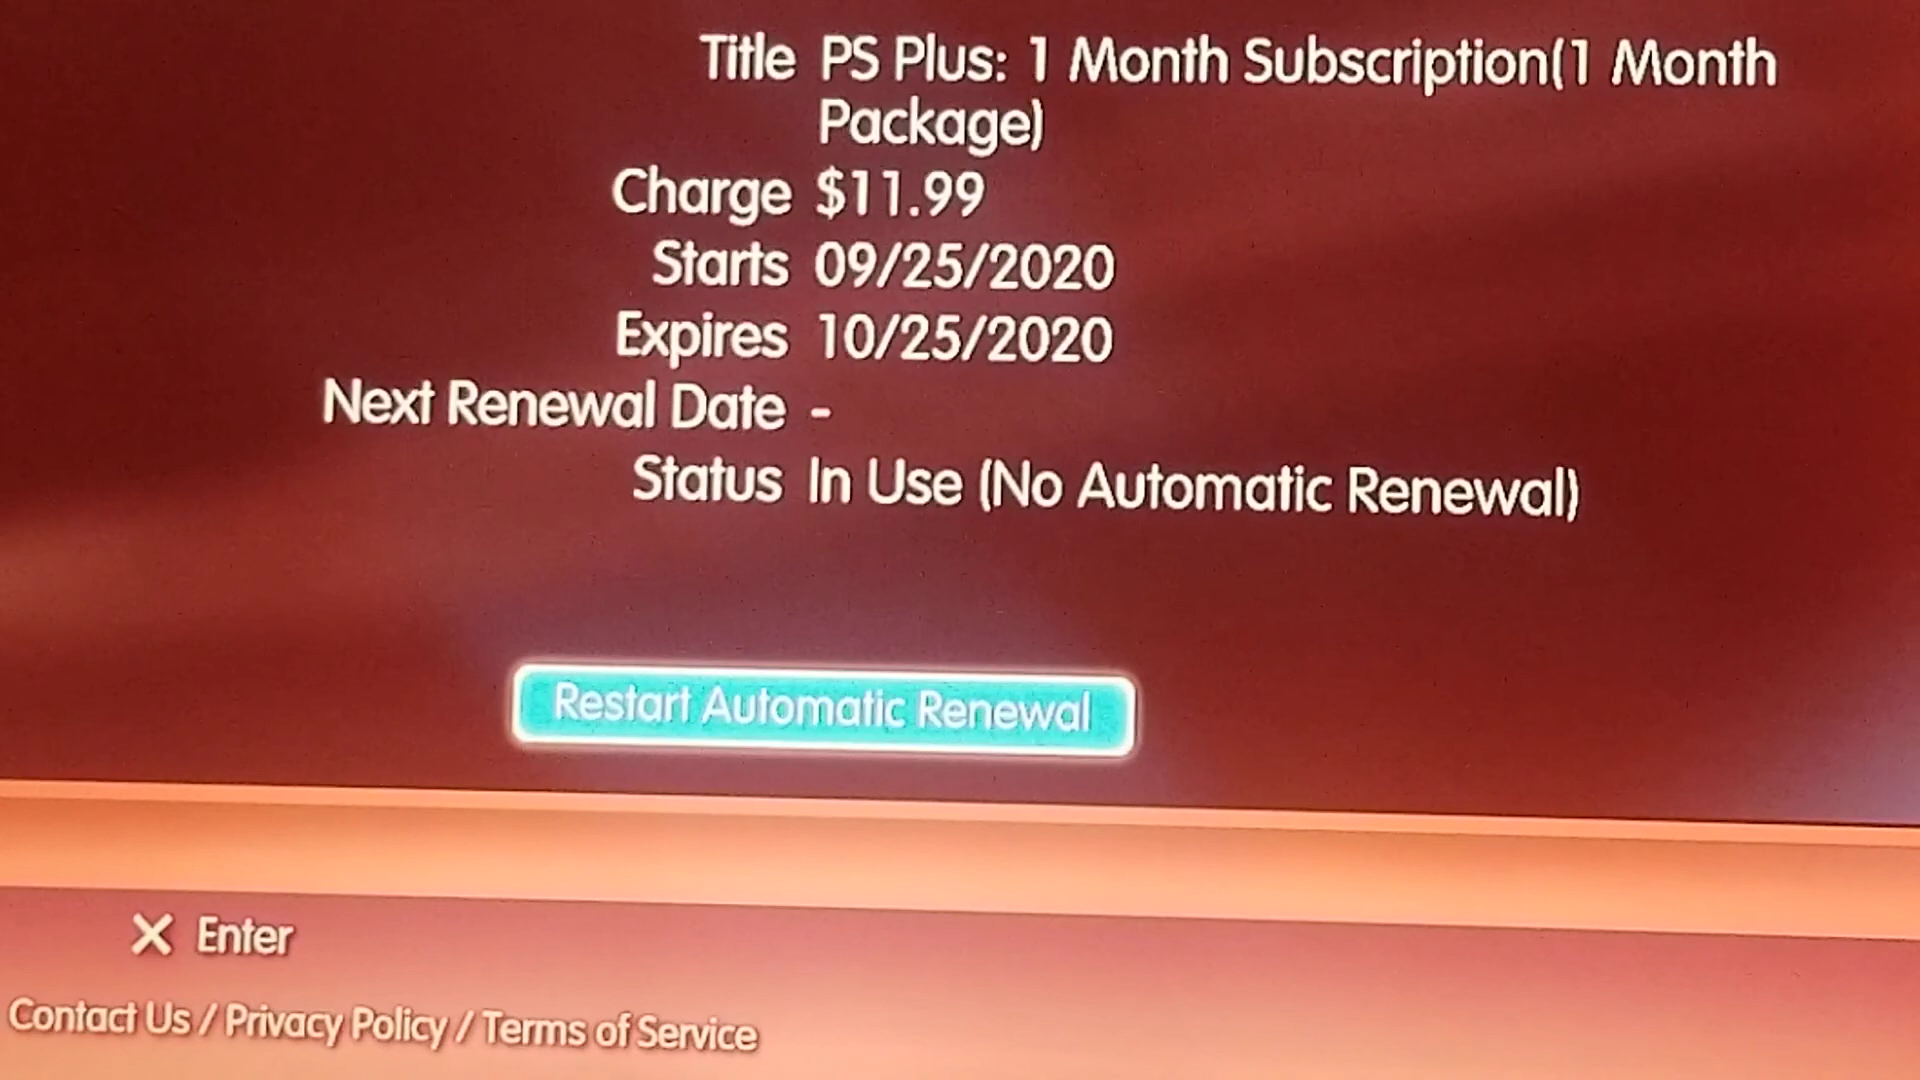 Title PS Plus: 1 Month Subscription(1 Month
Package)
Charge $11.99
Starts 09/25/2020
Expires 10/25/2020
Next Renewal Date -
Status In Use (No Automatic Renewal)
Restart Automatic Renewal
X Enter
Contact Us / Privacy Policy / Terms of Service